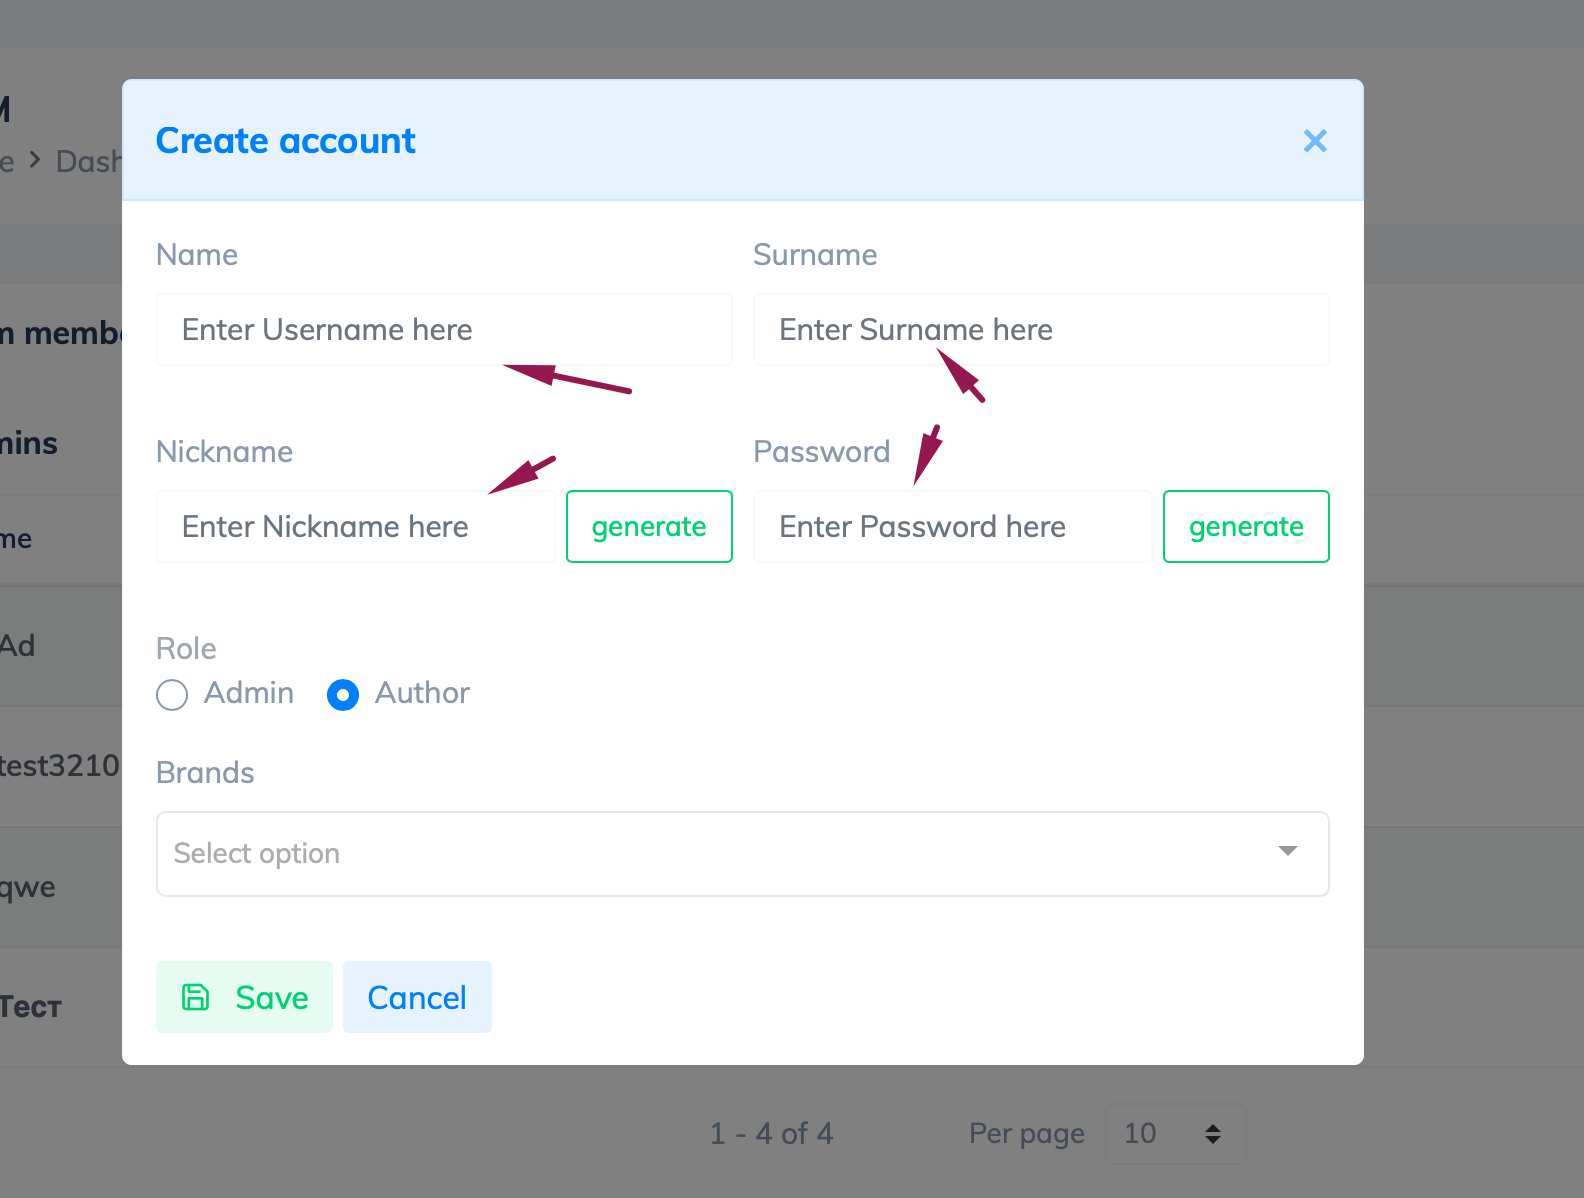 Create account
Dash
Name
Surname
Enter Username here
Enter Surname here
Nickname
Password
Enter Nickname here
generate
Enter Password here
generate
Role
Admin
Author
Brands
Select option
Save
Cancel
m membe
mins
me
Ad
test3210
qwe
Тест
1 - 4 of 4
Per page
10